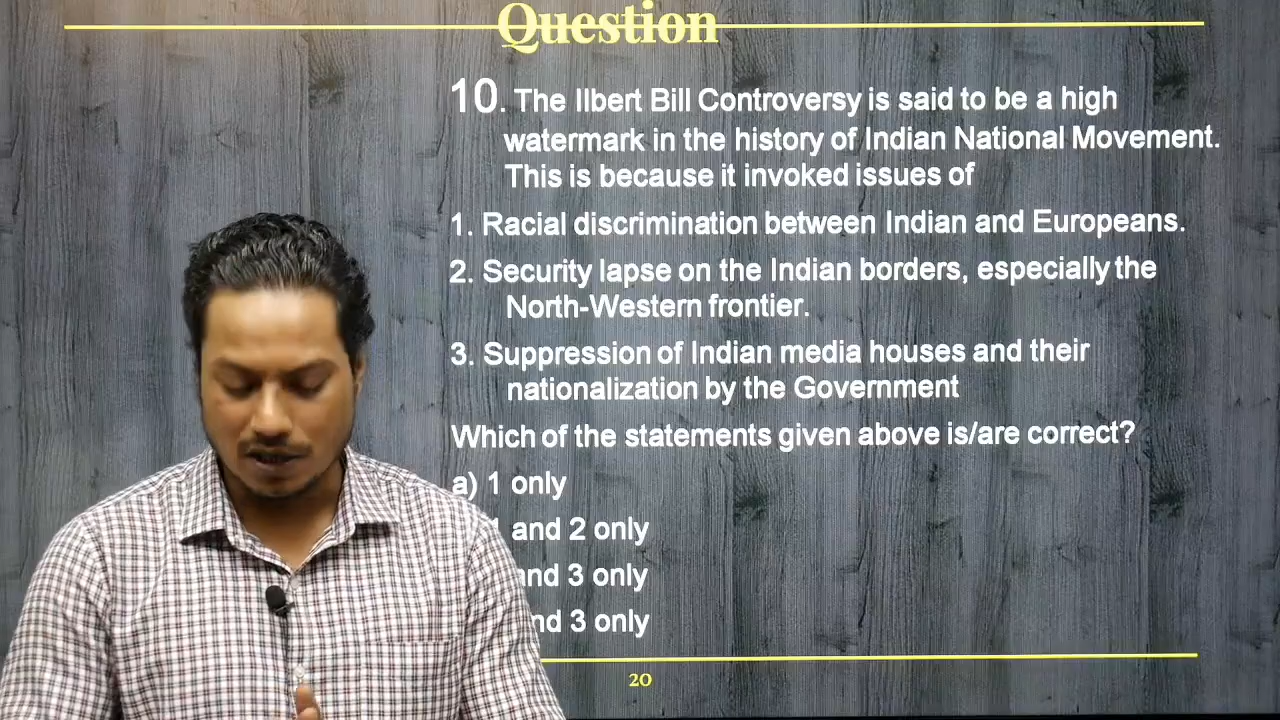 Question
10. The Ilbert Bill Controversy is said to be a high
watermark in the history of Indian National Movement.
This is because it invoked issues of
1. Racial discrimination between Indian and Europeans.
2. Security lapse on the Indian borders, especially the
North-Western frontier.
3. Suppression of Indian media houses and their
nationalization by the Government
Which of the statements given above is/are correct?
a) 1 only
1 and 2 only
and 3 only
and 3 only
20